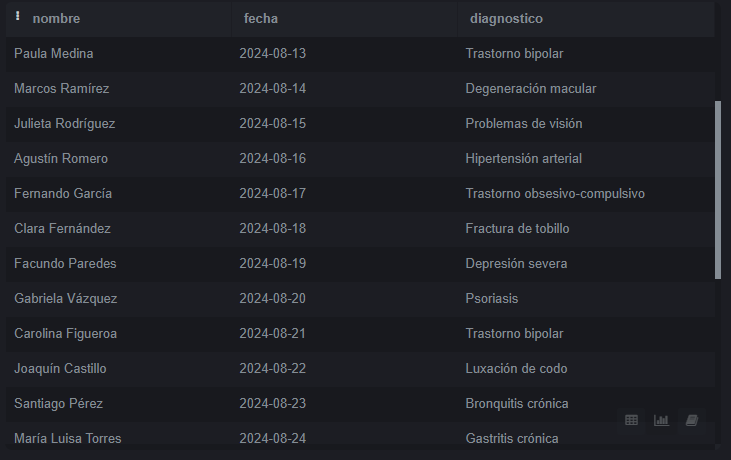 nombre fecha diagnostico
Paula Medina 2024-08-13 Trastorno bipolar
Marcos Ramírez 2024-08-14 Degeneración macular
Julieta Rodríguez 2024-08-15 Problemas de visión
Agustín Romero 2024-08-16 Hipertensión arterial
Fernando García 2024-08-17 Trastorno obsesivo-compulsivo
Clara Fernández 2024-08-18 Fractura de tobillo
Facundo Paredes 2024-08-19 Depresión severa
Gabriela Vázquez 2024-08-20 Psoriasis
Carolina Figueroa 2024-08-21 Trastorno bipolar
Joaquín Castillo 2024-08-22 Luxación de codo
Santiago Pérez 2024-08-23 Bronquitis crónica
María Luisa Torres 2024-08-24 Gastritis crónica